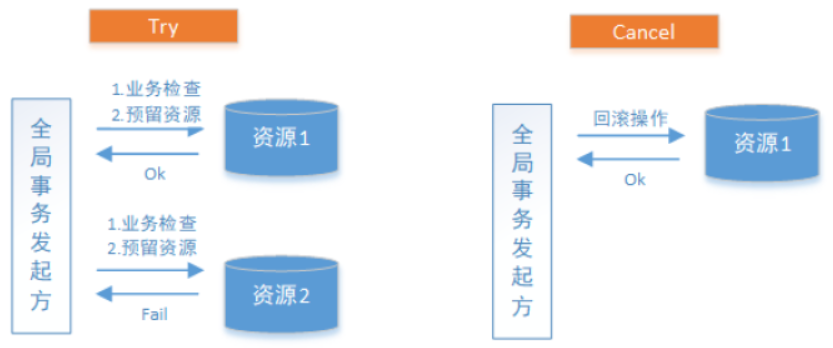 Try
全局事务发起方
1.业务检查
2.预留资源
资源1
Ok
1.业务检查
2.预留资源
资源2
Fail
Cancel
全局事务发起方
回滚操作
资源1
Ok